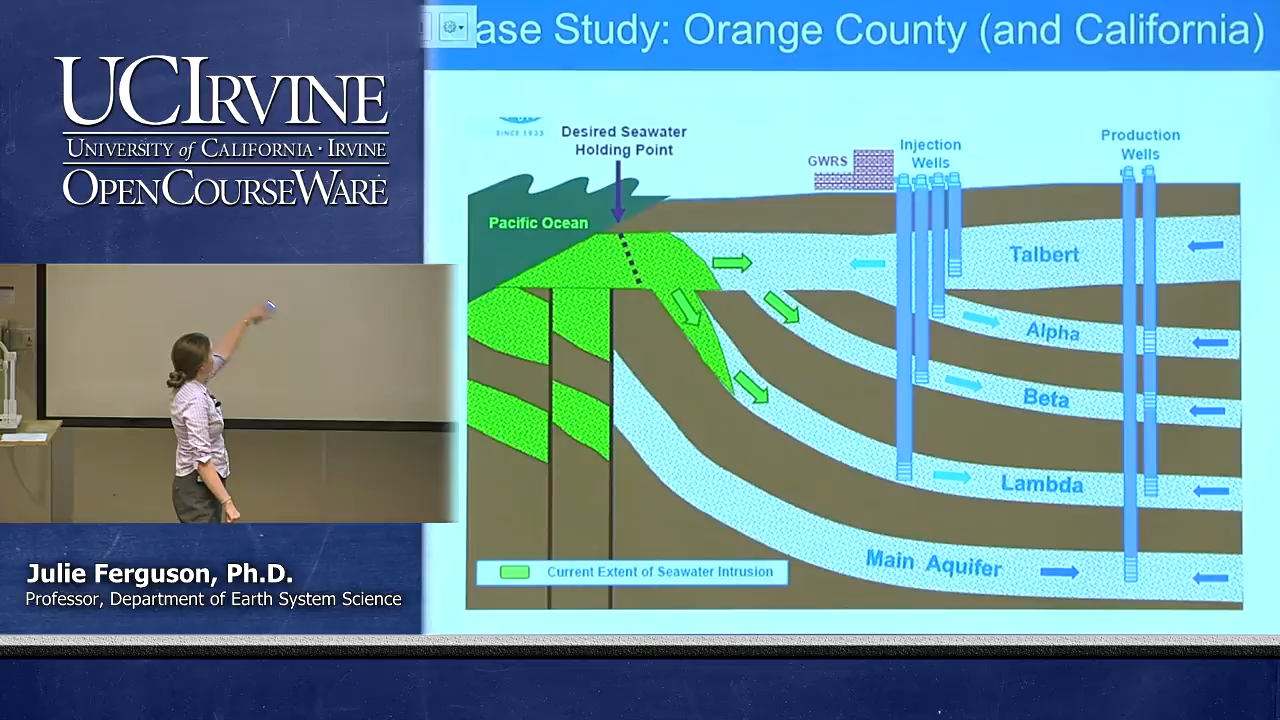 UCIRVINE
UNIVERSITY of CALIFORNIA · IRVINE
OPENCOURSEWARE
Julie Ferguson, Ph.D.
Professor, Department of Earth System Science
ase Study: Orange County (and California)
SINCE 1933
Desired Seawater
Holding Point
Pacific Ocean
GWRS
Injection
Wells
Production
Wells
Talbert
Alpha
Beta
Lambda
Main Aquifer
Current Extent of Seawater Intrusion